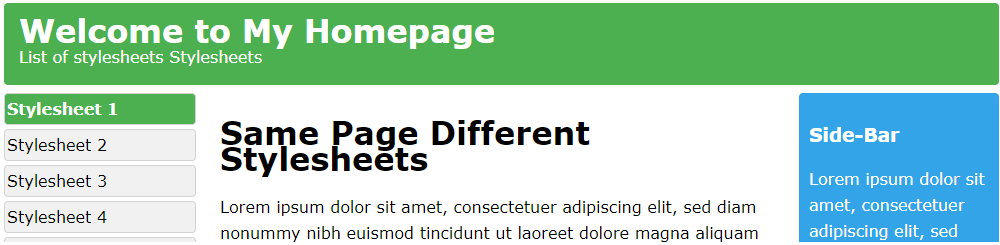 Welcome to My Homepage
List of stylesheets Stylesheets
Stylesheet 1
Stylesheet 2
Stylesheet 3
Stylesheet 4
Same Page Different
Stylesheets
Lorem ipsum dolor sit amet, consectetuer adipiscing elit, sed diam
nonummy nibh euismod tincidunt ut laoreet dolore magna aliquam
Side-Bar
Lorem ipsum dolor sit
amet, consectetuer
adipiscing elit, sed